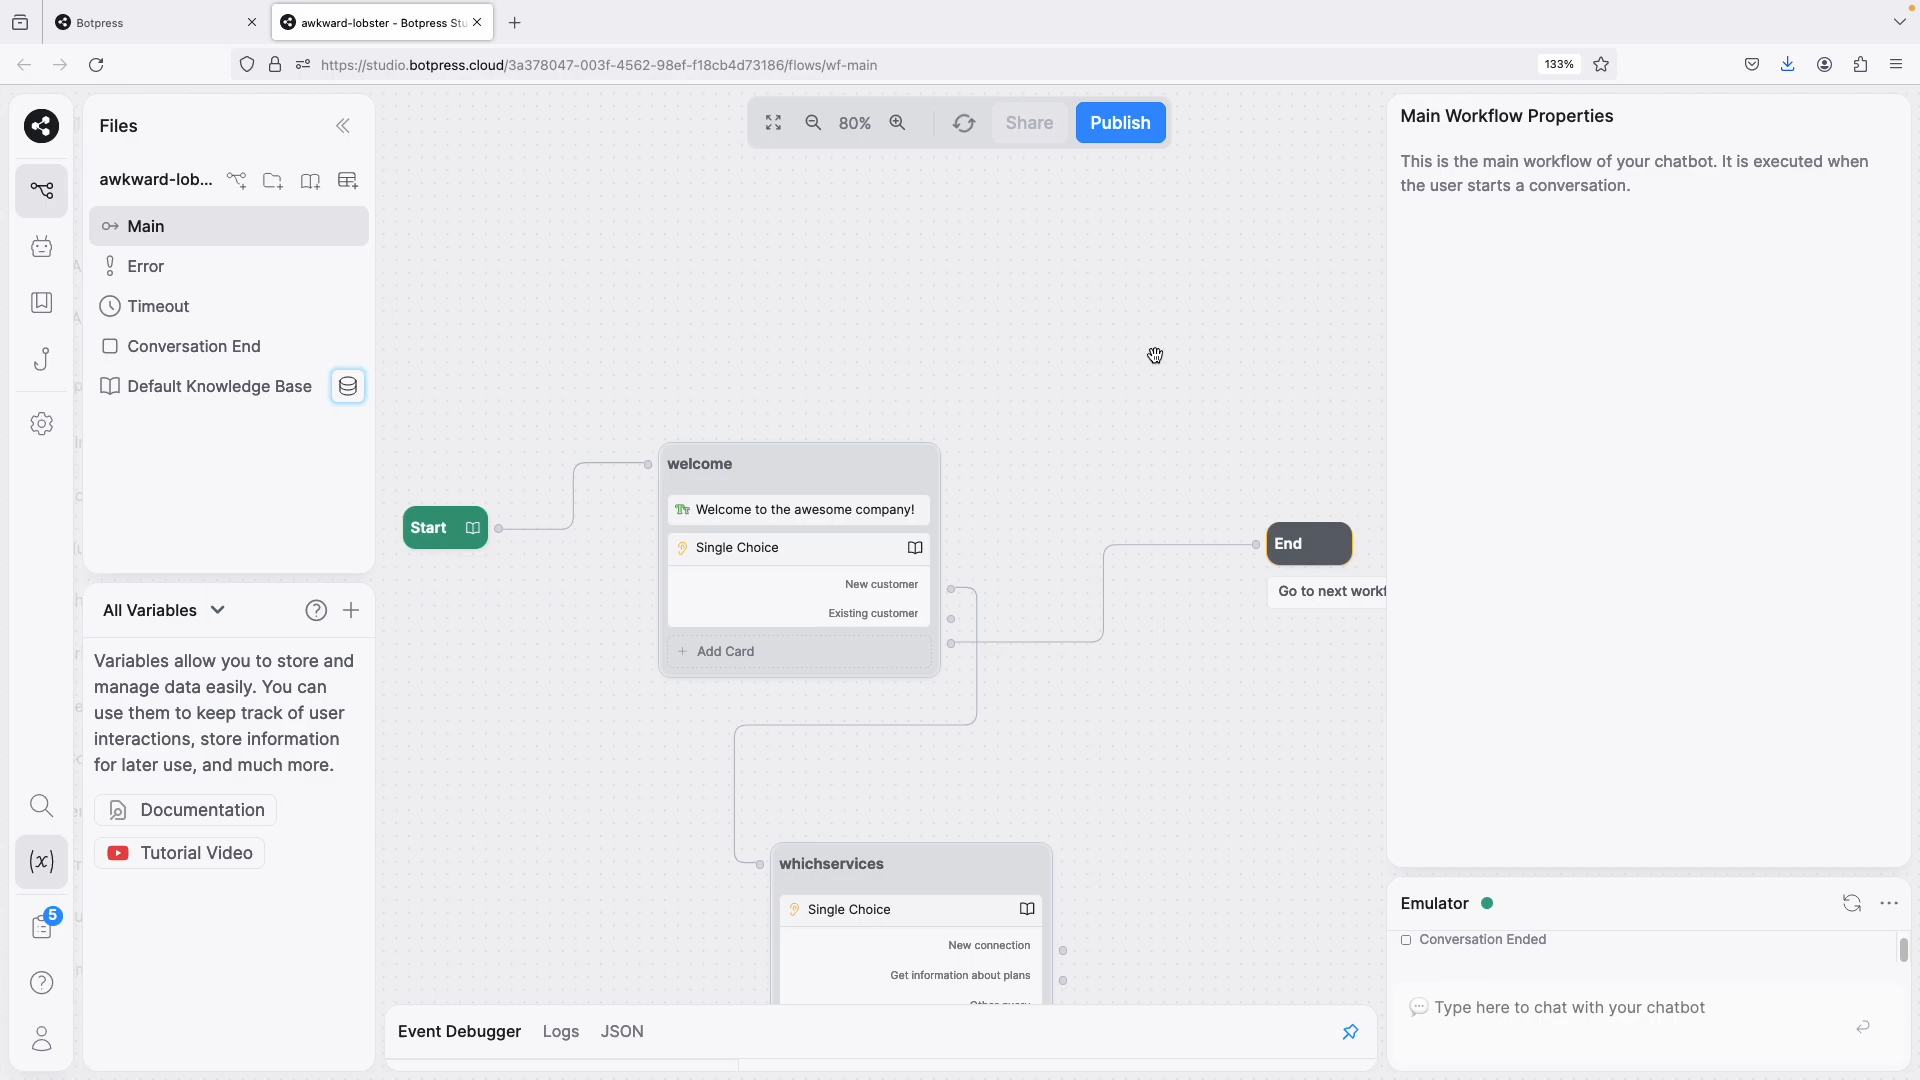 Botpress
awkward-lobster - Botpress Stu
https://studio.botpress.cloud/3a378047-003f-4562-98ef-f18cb4d73186/flows/wf-main
133%
Files
awkward-lob...
Main
Error
Timeout
Conversation End
Default Knowledge Base
All Variables
Variables allow you to store and
manage data easily. You can
use them to keep track of user
interactions, store information
for later use, and much more.
Documentation
Tutorial Video
(x)
5
80%
Share
Publish
Start
welcome
Welcome to the awesome company!
Single Choice
New customer
Existing customer
+ Add Card
End
Go to next workf
whichservices
Single Choice
New connection
Get information about plans
Other query
Event Debugger
Logs
JSON
Main Workflow Properties
This is the main workflow of your chatbot. It is executed when
the user starts a conversation.
Emulator
Conversation Ended
Type here to chat with your chatbot